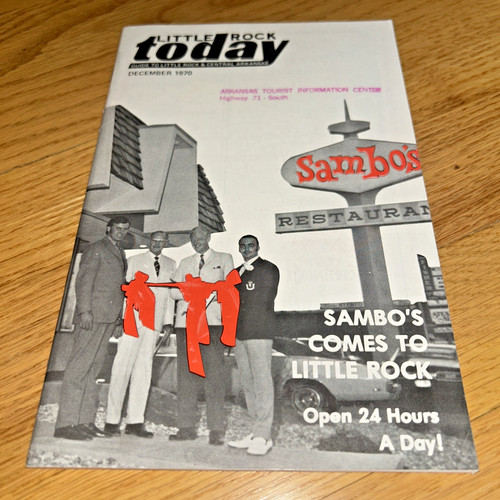 LITTLE ROCK
today
GUIDE TO LITTLE ROCK & CENTRAL ARKANSAS
DECEMBER 1970
ARKANSAS TOURIST INFORMATION CENTER
Highway 71 - South
Sambo's
RESTAURAN
SAMBO'S
COMES TO
LITTLE ROCK
Open 24 Hours
A Day!